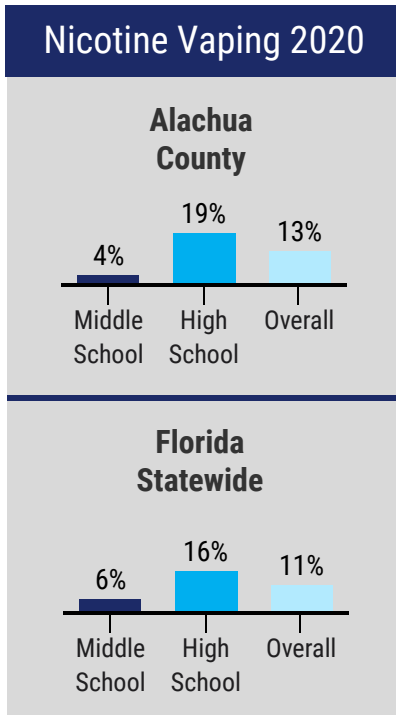 Nicotine Vaping 2020
Alachua
County
4%
19%
13%
Middle
School
High
School
Overall
Florida
Statewide
6%
16%
11%
Middle
School
High
School
Overall